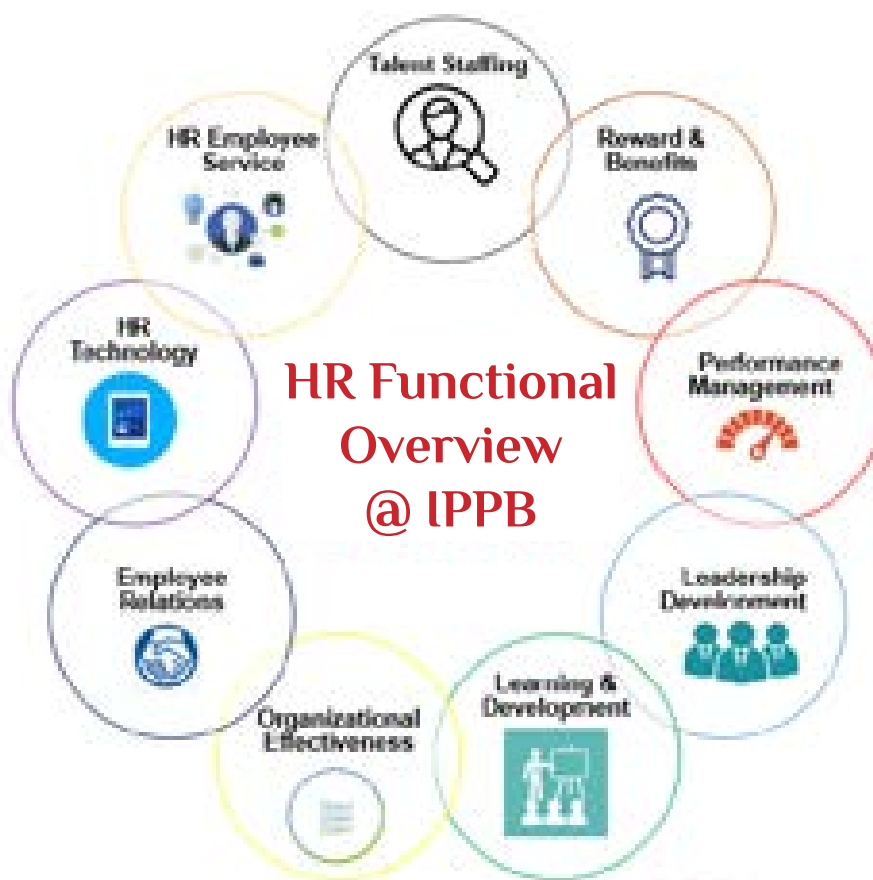 Talent Staffing
Reward &
Benefits
Performance
Management
Leadership
Development
Learning &
Development
Organizational
Effectiveness
Employee
Relations
HR
Technology
HR Employee
Service
HR Functional
Overview
@ IPPB